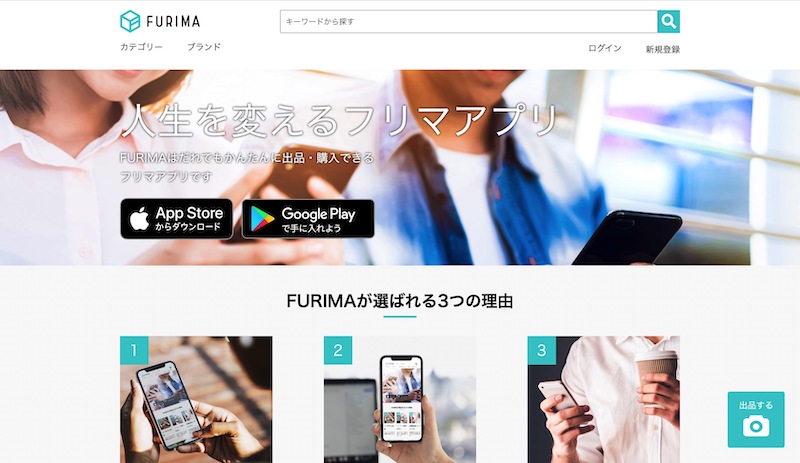 FURIMA
キーワードから探す
カテゴリー ブランド
ログイン 新規登録
人生を変えるフリマアプリ
FURIMAはだれでもかんたんに出品・購入できる
フリマアプリです
App Store
からダウンロード
Google Play
で手に入れよう
FURIMAが選ばれる3つの理由
1
2
3
出品する